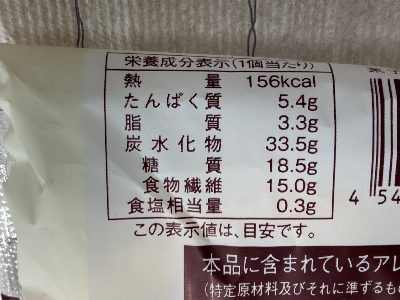 栄養成分表示(1個当たり)
熱量 156kcal
たんぱく質 5.4g
脂質 3.3g
炭水化物 33.5g
糖質 18.5g
食物繊維 15.0g
食塩相当量 0.3g
この表示値は、目安です。
4 54
本品に含まれているアレ
(特定原材料及びそれに準ずるもの